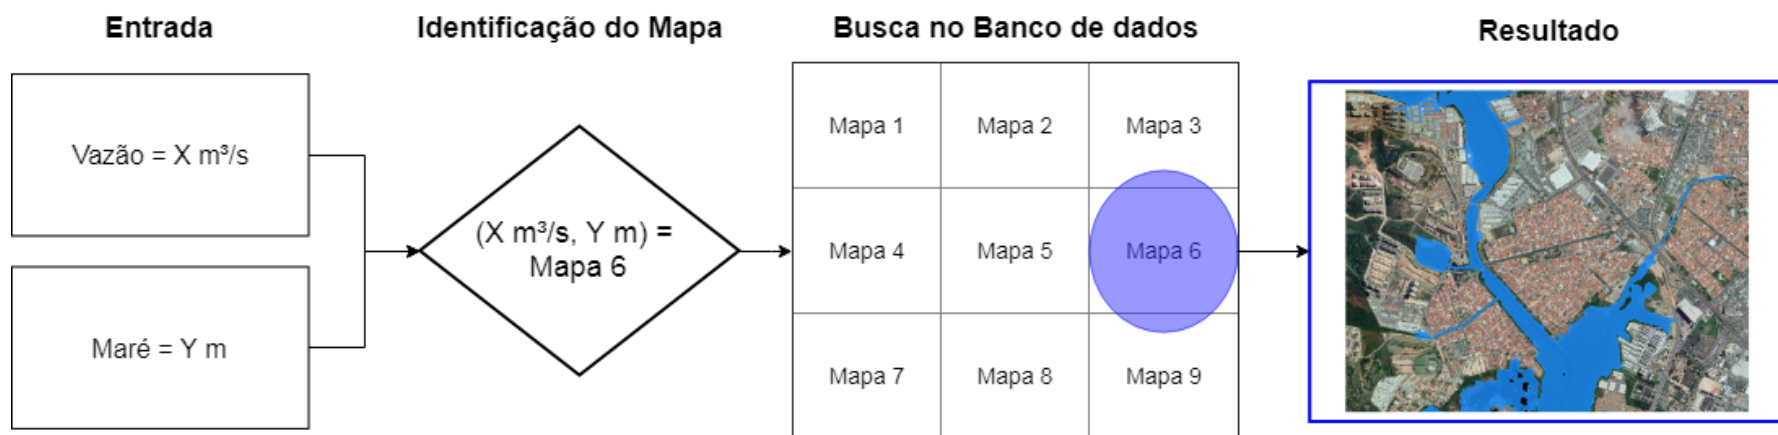 Entrada
Identificação do Mapa
Busca no Banco de dados
Resultado
Vazão = X m³/s
Maré = Y m
(X m³/s, Y m) =
Mapa 6
Mapa 1
Mapa 2
Mapa 3
Mapa 4
Mapa 5
Mapa 6
Mapa 7
Mapa 8
Mapa 9